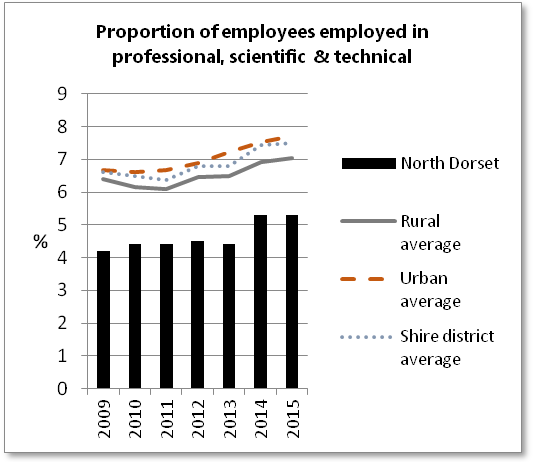 Proportion of employees employed in
professional, scientific & technical
9
8
7
6
5
4
3
2
1
0
%
2009
2010
2011
2012
2013
2014
2015
North Dorset
Rural
average
Urban
average
Shire district
average